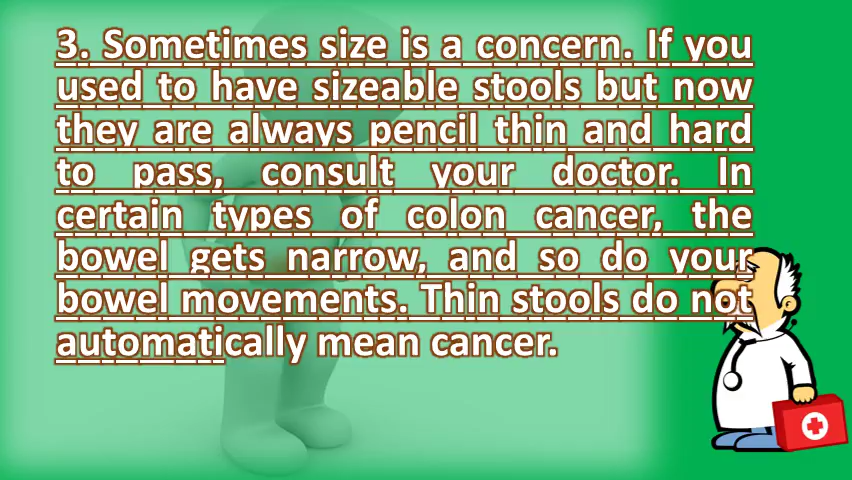 3. Sometimes size is a concern. If you
used to have sizeable stools but now
they are always pencil thin and hard
to pass, consult your doctor. In
certain types of colon cancer, the
bowel gets narrow, and so do your
bowel movements. Thin stools do not
automatically mean cancer.